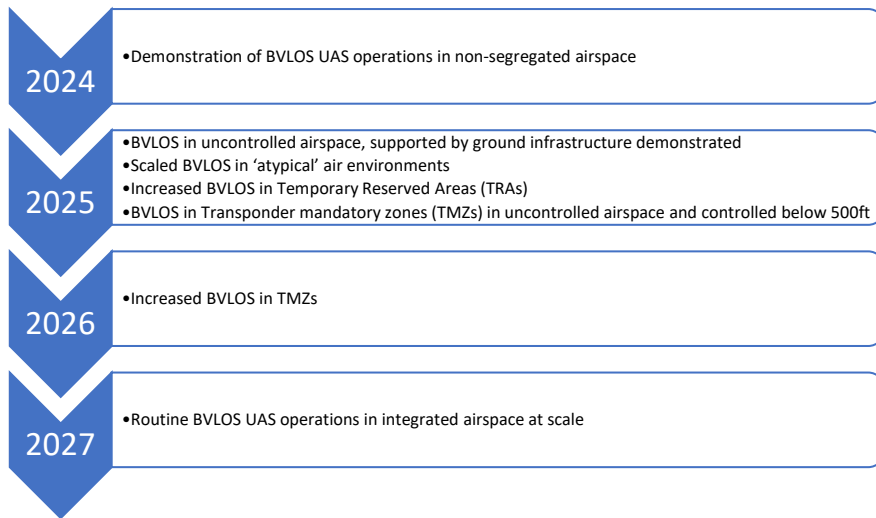 2024
•Demonstration of BVLOS UAS operations in non-segregated airspace
2025
•BVLOS in uncontrolled airspace, supported by ground infrastructure demonstrated
•Scaled BVLOS in ‘atypical’ air environments
•Increased BVLOS in Temporary Reserved Areas (TRAs)
•BVLOS in Transponder mandatory zones (TMZs) in uncontrolled airspace and controlled below 500ft
2026
•Increased BVLOS in TMZs
2027
•Routine BVLOS UAS operations in integrated airspace at scale